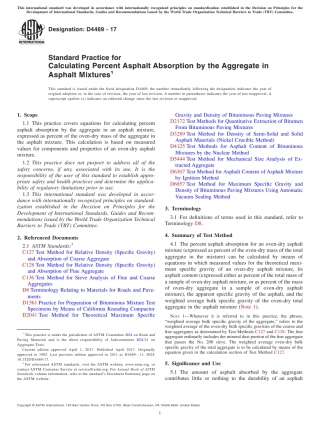 This international standard was developed in accordance with internationally recognized principles on standardization established in the Decision on Principles for the
Development of International Standards, Guides and Recommendations issued by the World Trade Organization Technical Barriers to Trade (TBT) Committee.
Designation: D4469 − 17
Standard Practice for
Calculating Percent Asphalt Absorption by the Aggregate in
Asphalt Mixtures1
This standard is issued under the fixed designation D4469; the number immediately following the designation indicates the year of
original adoption or, in the case of revision, the year of last revision. A number in parentheses indicates the year of last reapproval. A
superscript epsilon (ε) indicates an editorial change since the last revision or reapproval.
1. Scope
1.1 This practice covers equations for calculating percent
asphalt absorption by the aggregate in an asphalt mixture,
expressed as percent of the oven-dry mass of the aggregate in
the asphalt mixture. This calculation is based on measured
values for components and properties of an oven-dry asphalt
mixture.
1.2 This practice does not purport to address all of the
safety concerns, if any, associated with its use. It is the
responsibility of the user of this standard to establish appro-
priate safety and health practices and determine the applica-
bility of regulatory limitations prior to use.
1.3 This international standard was developed in accor-
dance with internationally recognized principles on standard-
ization established in the Decision on Principles for the
Development of International Standards, Guides and Recom-
mendations issued by the World Trade Organization Technical
Barriers to Trade (TBT) Committee.
2. Referenced Documents
2.1 ASTM Standards:2
C127 Test Method for Relative Density (Specific Gravity)
and Absorption of Coarse Aggregate
C128 Test Method for Relative Density (Specific Gravity)
and Absorption of Fine Aggregate
C136 Test Method for Sieve Analysis of Fine and Coarse
Aggregates
D8 Terminology Relating to Materials for Roads and Pave-
ments
D1561 Practice for Preparation of Bituminous Mixture Test
Specimens by Means of California Kneading Compactor
D2041 Test Method for Theoretical Maximum Specific
1 This practice is under the jurisdiction of ASTM Committee D04 on Road and
Paving Materials and is the direct responsibility of Subcommittee D04.51 on
Aggregate Tests.
Current edition approved April 1, 2017. Published April 2017. Originally
approved in 1985. Last previous edition approved in 2011 as D4469 – 11. DOI:
10.1520/D4469-17.
2 For referenced ASTM standards, visit the ASTM website, www.astm.org, or
contact ASTM Customer Service at service@astm.org. For Annual Book of ASTM
Standards volume information, refer to the standard's Document Summary page on
the ASTM website.
Gravity and Density of Bituminous Paving Mixtures
D2172 Test Methods for Quantitative Extraction of Bitumen
From Bituminous Paving Mixtures
D3289 Test Method for Density of Semi-Solid and Solid
Asphalt Materials (Nickel Crucible Method)
D4125 Test Methods for Asphalt Content of Bituminous
Mixtures by the Nuclear Method
D5444 Test Method for Mechanical Size Analysis of Ex-
tracted Aggregate
D6307 Test Method for Asphalt Content of Asphalt Mixture
by Ignition Method
D6857 Test Method for Maximum Specific Gravity and
Density of Bituminous Paving Mixtures Using Automatic
Vacuum Sealing Method
3. Terminology
3.1 For definitions of terms used in this standard, refer to
Terminology D8.
4. Summary of Test Method
4.1 The percent asphalt absorption for an oven-dry asphalt
mixture (expressed as percent of the oven-dry mass of the total
aggregate in the mixture) can be calculated by means of
equations in which measured values for the theoretical maxi-
mum specific gravity of an oven-dry asphalt mixture, its
asphalt content (expressed either as percent of the total mass of
a sample of oven-dry asphalt mixture, or as percent of the mass
of oven-dry aggregate in a sample of oven-dry asphalt
mixture), the apparent specific gravity of the asphalt, and the
weighted average bulk specific gravity of the oven-dry total
aggregate in the asphalt mixture (Note 1).
NOTE 1—Wherever it is referred to in this practice, the phrase,
"weighted average bulk specific gravity of the aggregate," refers to the
weighted average of the oven-dry bulk specific gravities of the coarse and
fine aggregates as determined by Test Methods C127 and C128. The fine
aggregate ordinarily includes the mineral dust portion of the fine aggregate
that passes the No. 200 sieve. The weighted average oven-dry bulk
specific gravity of the total aggregate is to be calculated by means of the
equation given in the calculation section of Test Method C127.
5. Significance and Use
5.1 The amount of asphalt absorbed by the aggregate
contributes little or nothing to the durability of an asphalt
Copyright © ASTM International, 100 Barr Harbor Drive, PO Box C700, West Conshohocken, PA 19428-2959. United States
1